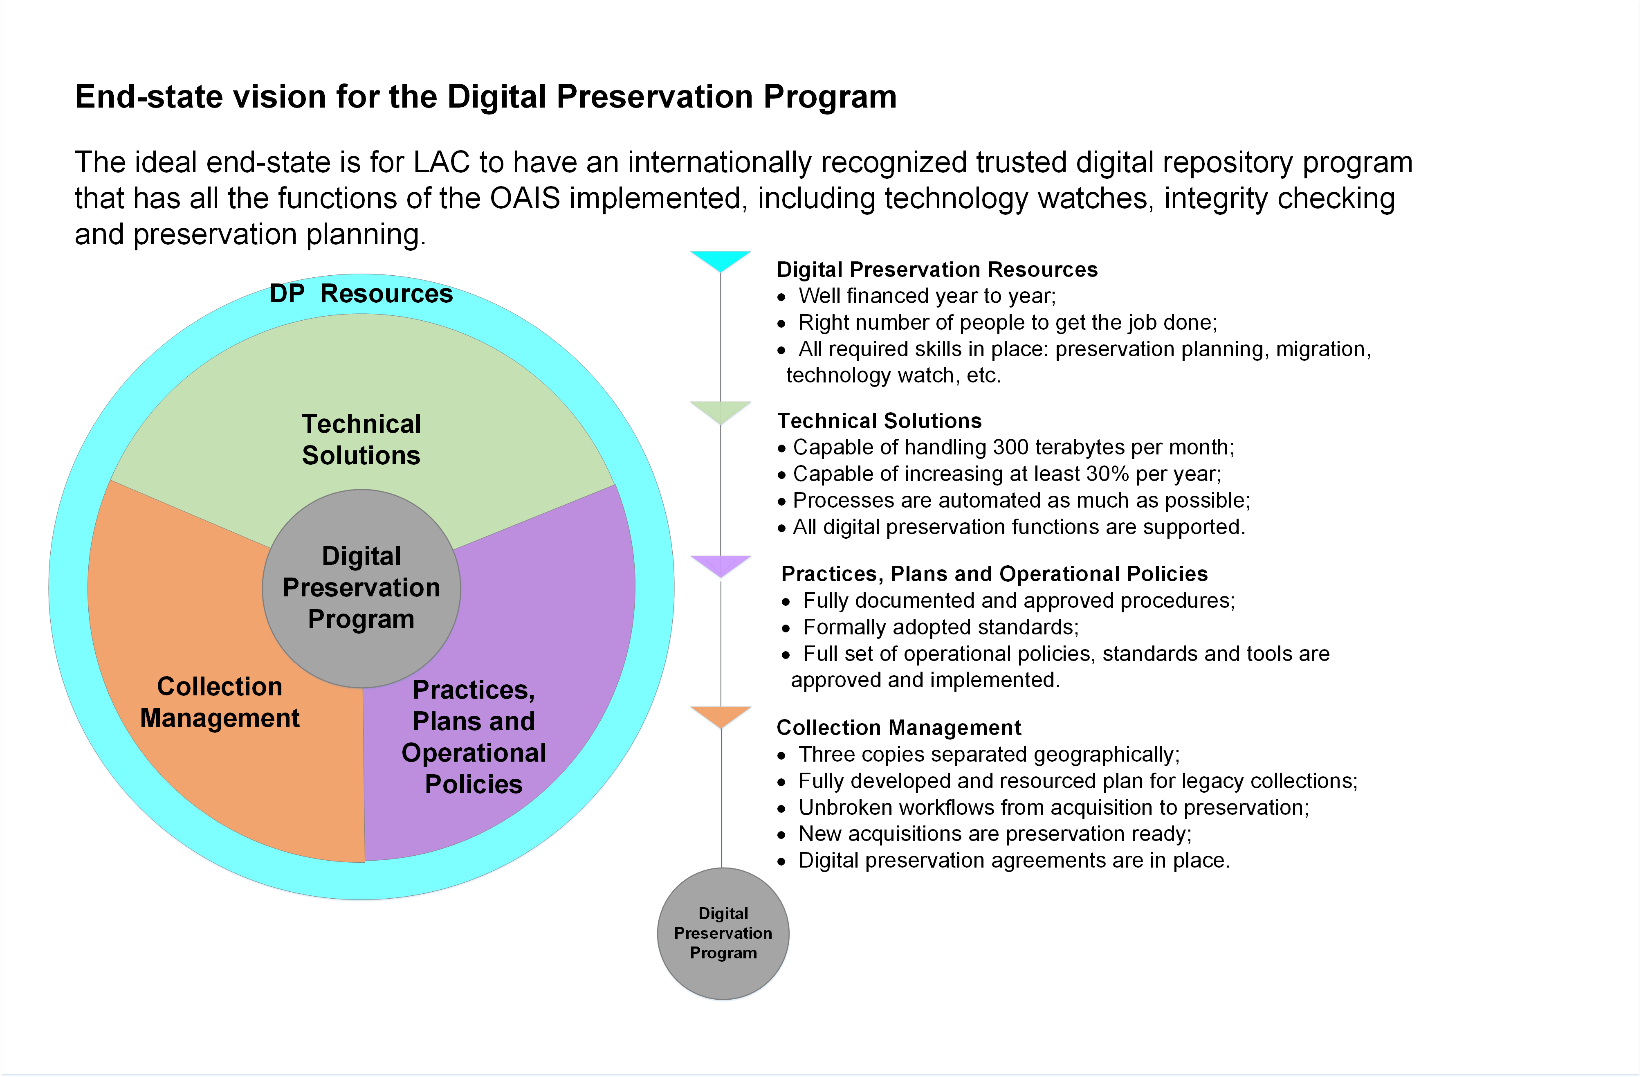 End-state vision for the Digital Preservation Program
The ideal end-state is for LAC to have an internationally recognized trusted digital repository program
that has all the functions of the OAIS implemented, including technology watches, integrity checking
and preservation planning.
DP Resources
Technical
Solutions
Digital
Preservation
Program
Collection
Management
Practices,
Plans and
Operational
Policies
Digital Preservation Resources
• Well financed year to year;
• Right number of people to get the job done;
• All required skills in place: preservation planning, migration,
technology watch, etc.
Technical Solutions
• Capable of handling 300 terabytes per month;
• Capable of increasing at least 30% per year;
• Processes are automated as much as possible;
• All digital preservation functions are supported.
Practices, Plans and Operational Policies
• Fully documented and approved procedures;
• Formally adopted standards;
• Full set of operational policies, standards and tools are
approved and implemented.
Collection Management
• Three copies separated geographically;
• Fully developed and resourced plan for legacy collections;
• Unbroken workflows from acquisition to preservation;
• New acquisitions are preservation ready;
• Digital preservation agreements are in place.
Digital
Preservation
Program